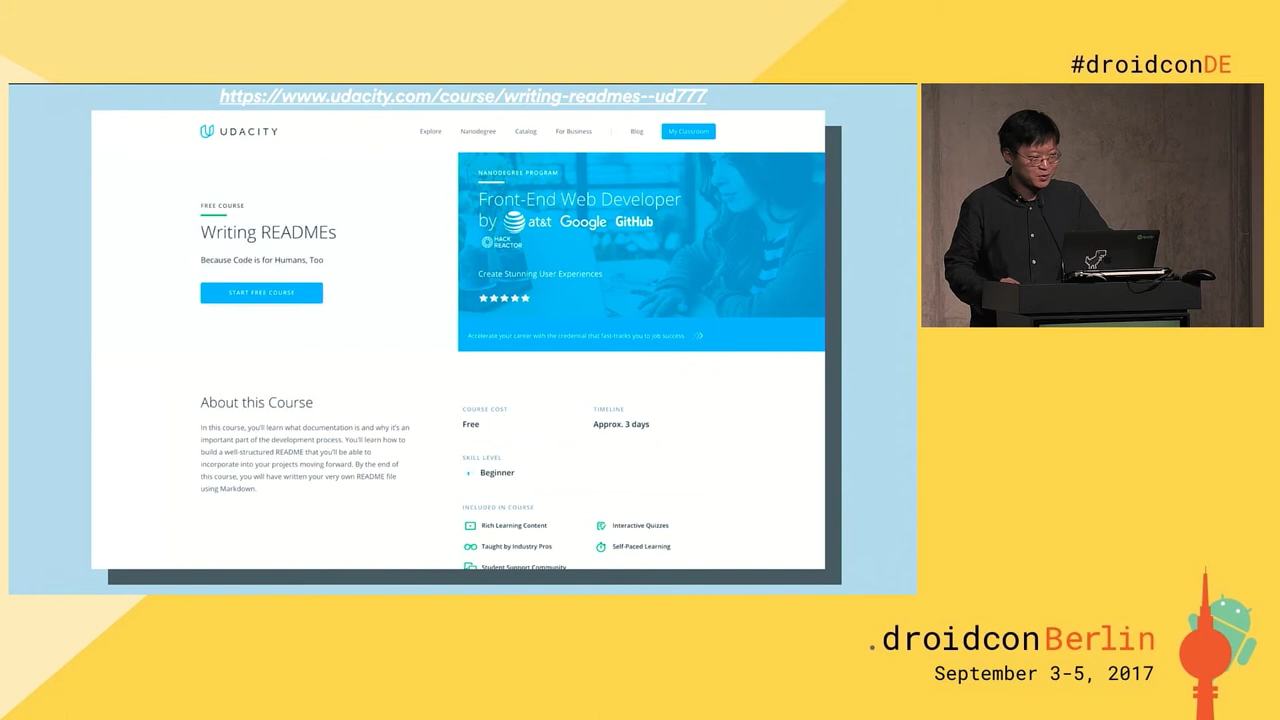 #droidconDE
https://www.udacity.com/course/writing-readmes--ud777
UDACITY
Explore
Nanodegree
Catalog
For Business
Blog
My Classroom
FREE COURSE
Writing READMEs
Because Code is for Humans, Too
START FREE COURSE
NANODEGREE PROGRAM
Front-End Web Developer
by at&t Google GitHub
HACK
REACTOR
Create Stunning User Experiences
Accelerate your career with the credential that fast-tracks you to job success
About this Course
In this course, you'll learn what documentation is and why it's an
important part of the development process. You'll learn how to
build a well-structured README that you'll be able to
incorporate into your projects moving forward. By the end of
this course, you will have written your very own README file
using Markdown.
COURSE COST
Free
TIMELINE
Approx. 3 days
SKILL LEVEL
Beginner
INCLUDED IN COURSE
Rich Learning Content
Interactive Quizzes
Taught by Industry Pros
Self-Paced Learning
Student Support Community
.droidconBerlin
September 3-5, 2017